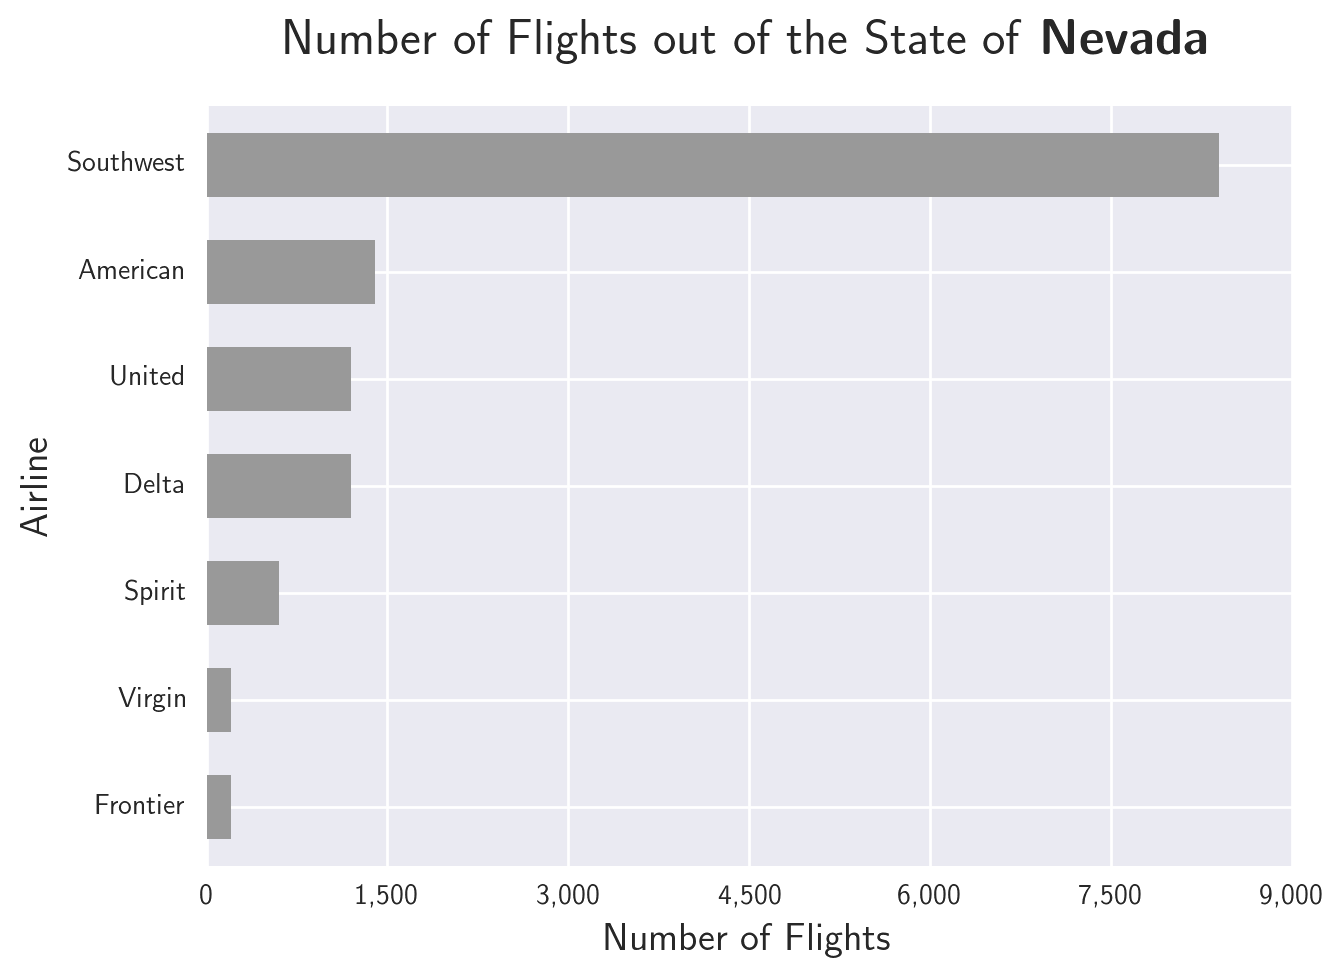 Number of Flights out of the State of Nevada
Southwest
American
United
Delta
Spirit
Virgin
Frontier
Airline
0 1,500 3,000 4,500 6,000 7,500 9,000
Number of Flights